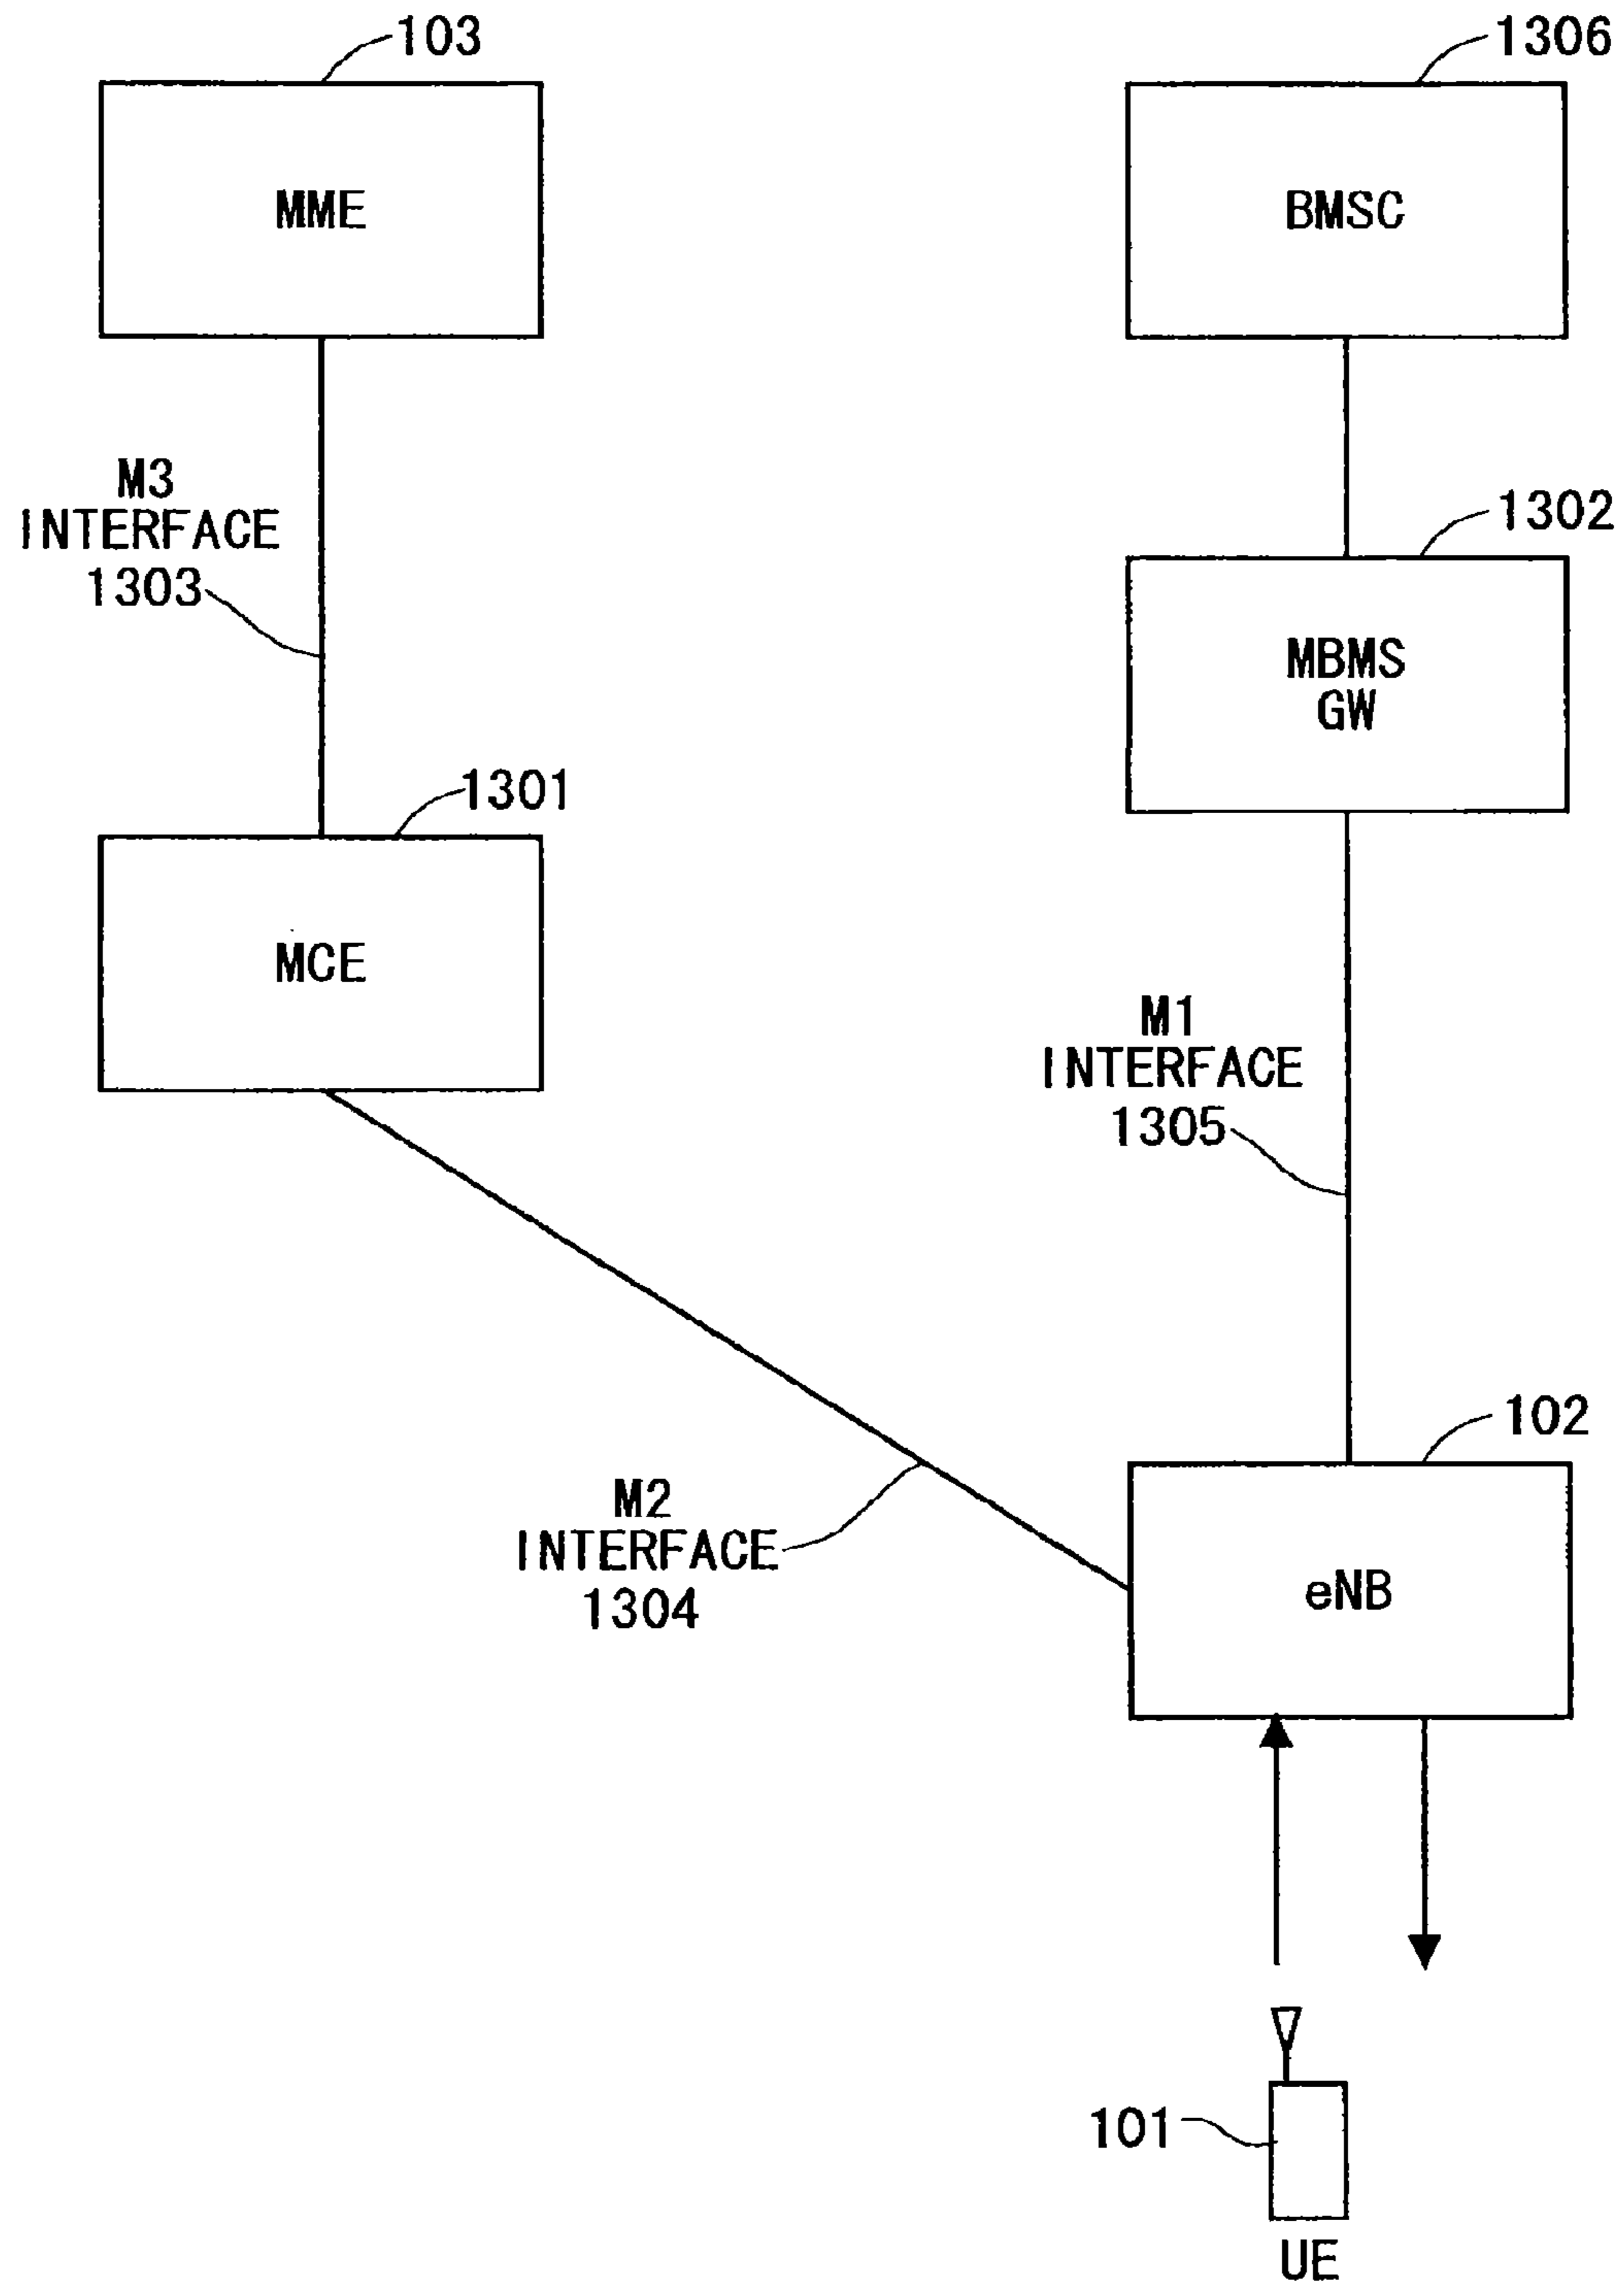 103
1306
MME
BMSC
M3
INTERFACE
1303
1302
MBMS
GW
1301
MCE
M1
INTERFACE
1305
102
M2
INTERFACE
1304
eNB
101
UE